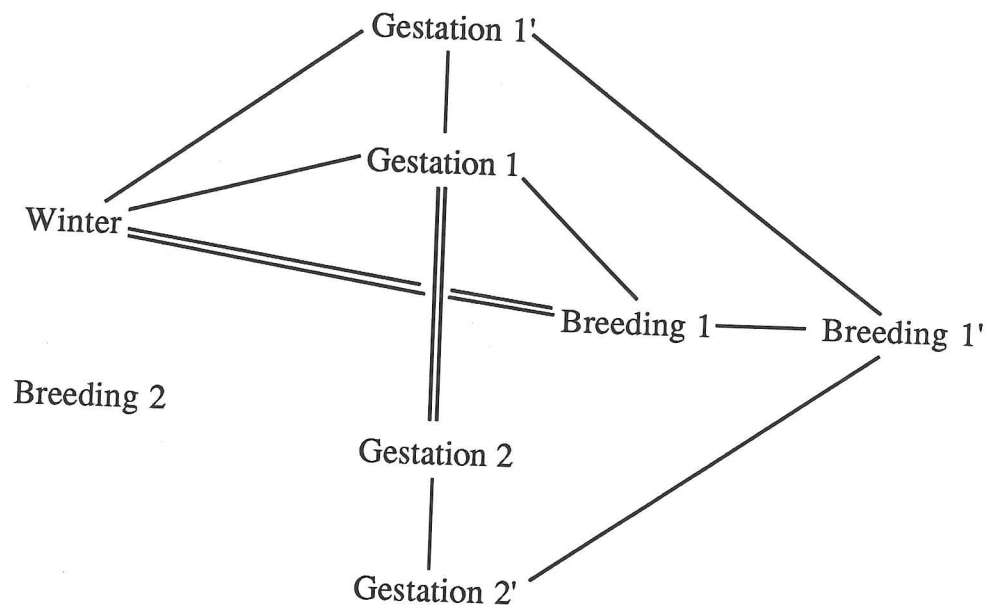 Gestation 1'
Gestation 1
Winter
Breeding 1
Breeding 1'
Breeding 2
Gestation 2
Gestation 2'